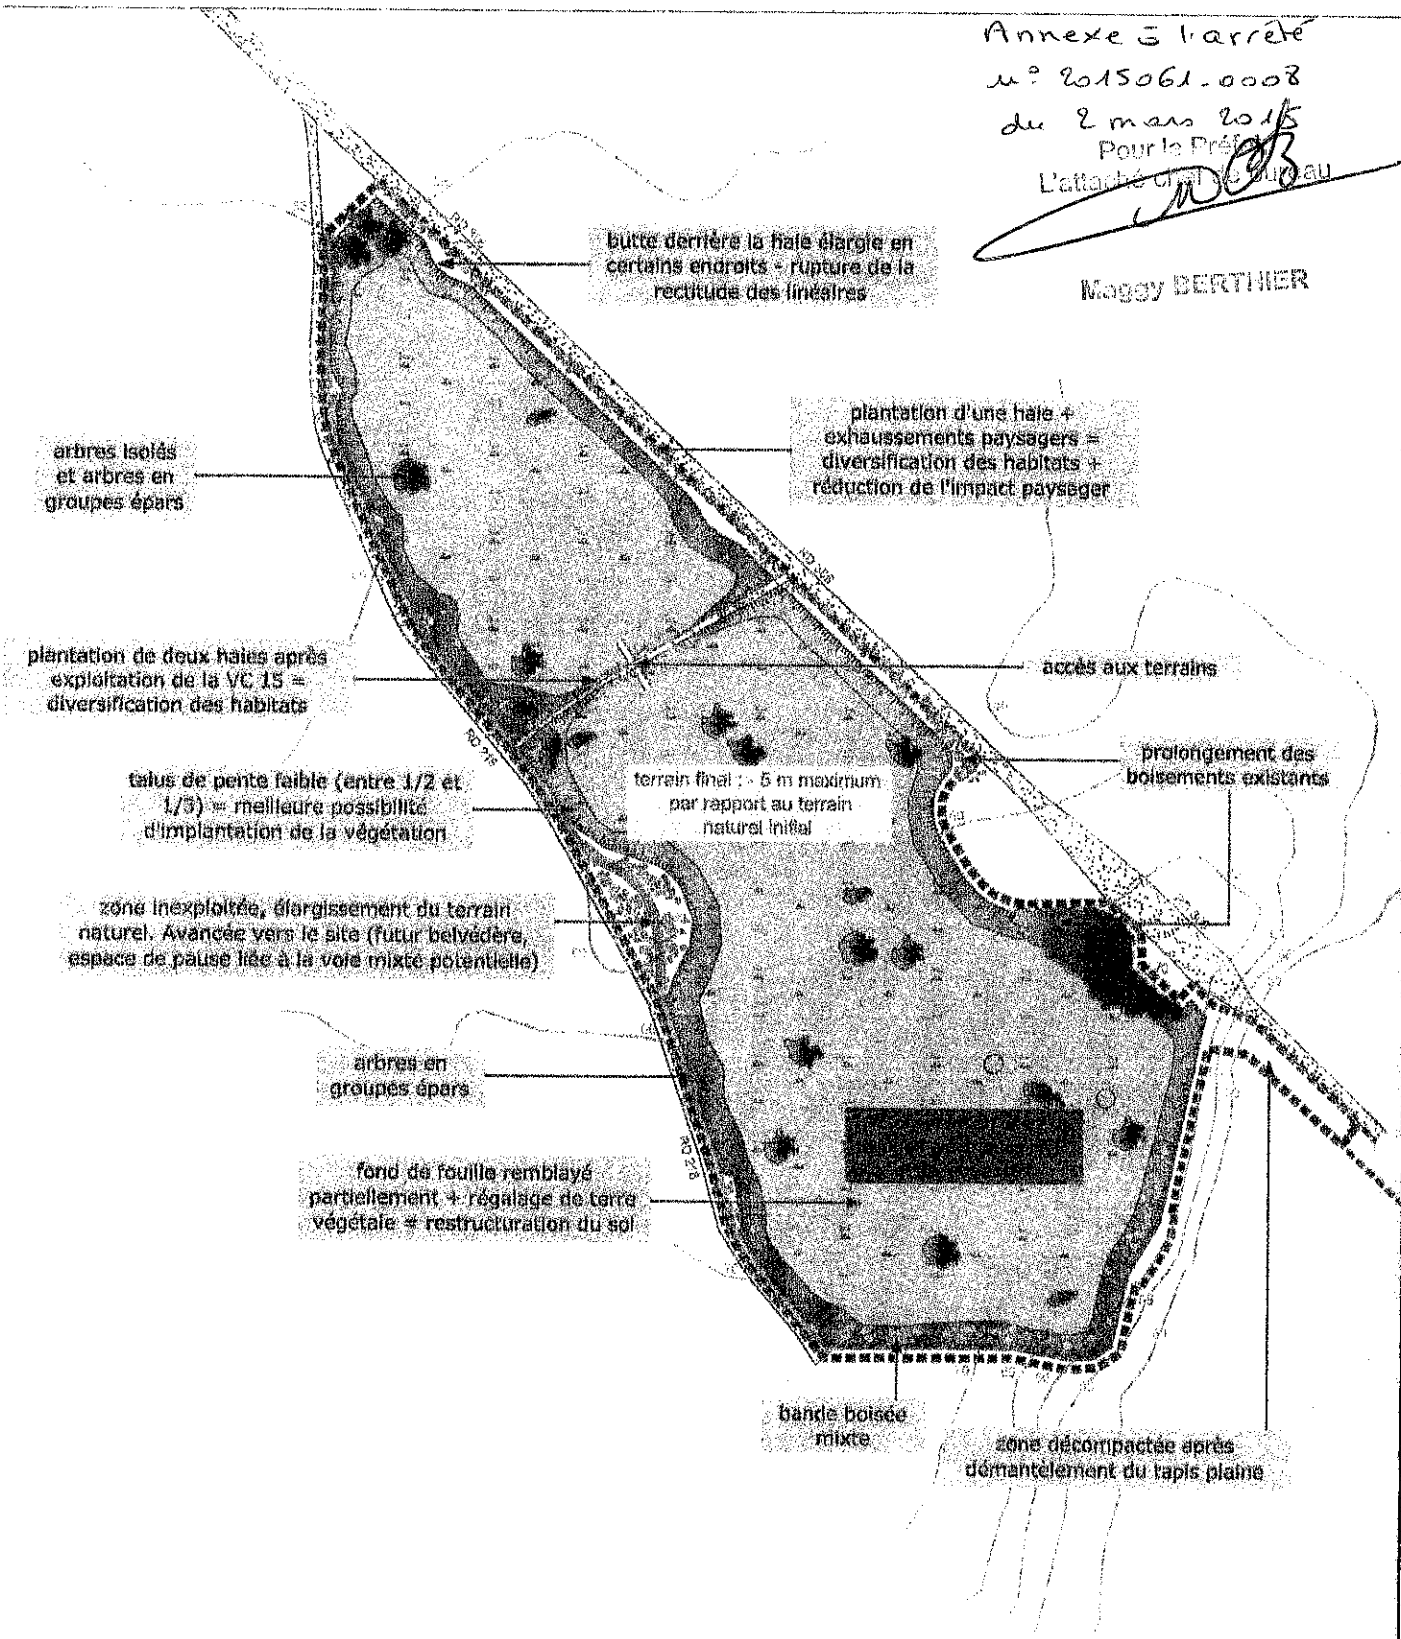 Annexe à l'arrêté
n° 2015061-0008
du 2 mars 2015
Pour le Préfet
L'attaché chef de bureau
Maggy BERTHIER
butte derrière la haie élargie en
certains endroits - rupture de la
rectitude des linéaires
plantation d'une haie +
exhaussements paysagers =
diversification des habitats +
réduction de l'impact paysager
arbres isolés
et arbres en
groupes épars
plantation de deux haies après
exploitation de la VC 15 =
diversification des habitats
accès aux terrains
prolongement des
boisements existants
talus de pente faible (entre 1/2 et
1/3) = meilleure possibilité
d'implantation de la végétation
terrain final : - 5 m maximum
par rapport au terrain
naturel initial
zone inexploitée, élargissement du terrain
naturel. Avancée vers le site (futur belvédère,
espace de pause liée à la voie mixte potentielle)
arbres en
groupes épars
fond de fouille remblayé
partiellement + régalage de terre
végétale = restructuration du sol
bande boisée
mixte
zone décompactée après
démantèlement du tapis plaine
RD
RD
RD 218
RD 218